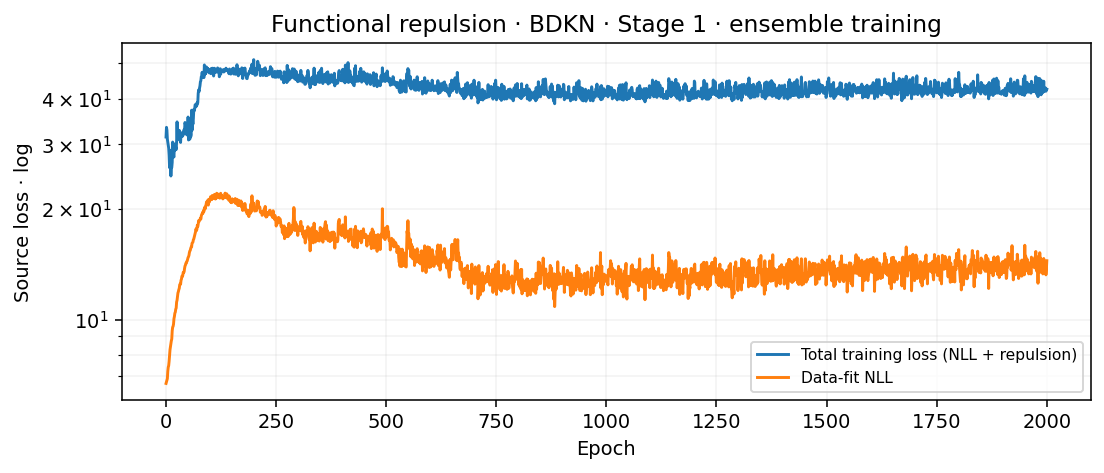 Functional repulsion · BDKN · Stage 1 · ensemble training
Source loss · log
4 × 10¹
3 × 10¹
2 × 10¹
10¹
Total training loss (NLL + repulsion)
Data-fit NLL
0 250 500 750 1000 1250 1500 1750 2000
Epoch